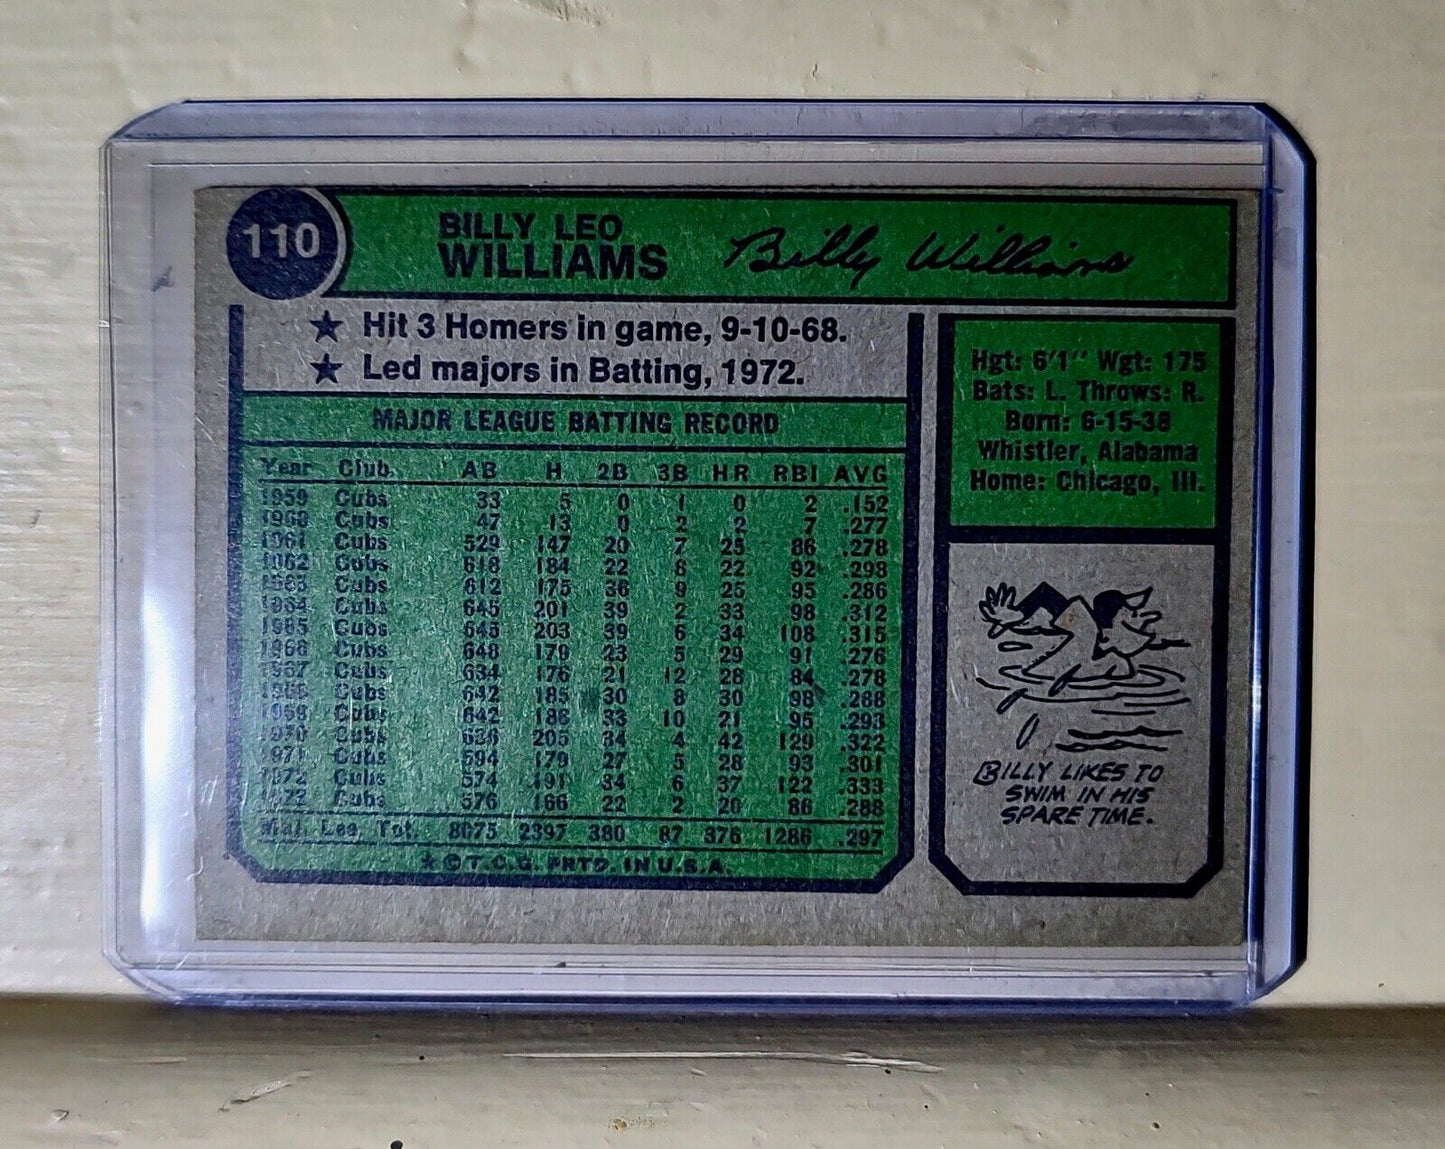 110
BILLY LEO
WILLIAMS
Billy Williams
★ Hit 3 Homers in game, 9-10-68.
★ Led majors in Batting, 1972.
MAJOR LEAGUE BATTING RECORD
Year Club AB H 2B 3B HR RBI AVG
1959 Cubs 33 5 0 1 0 2 .152
1960 Cubs 47 13 0 2 2 7 .277
1961 Cubs 529 147 20 7 25 86 .278
1962 Cubs 618 184 22 8 22 92 .298
1963 Cubs 612 175 36 9 25 95 .286
1964 Cubs 645 201 39 2 33 98 .312
1965 Cubs 645 203 39 6 34 108 .315
1966 Cubs 648 179 23 5 29 91 .276
1967 Cubs 634 176 21 12 28 84 .278
1968 Cubs 642 185 30 8 30 98 .288
1969 Cubs 642 188 33 10 21 95 .293
1970 Cubs 636 205 34 4 42 129 .322
1971 Cubs 594 179 27 5 28 93 .301
1972 Cubs 574 191 34 6 37 122 .333
1973 Cubs 576 166 22 2 20 86 .288
Maj. Lea. Tot. 8075 2397 380 87 376 1286 .297
★ © T.C.G. PRTD. IN U.S.A.
Hgt: 6'1" Wgt: 175
Bats: L. Throws: R.
Born: 6-15-38
Whistler, Alabama
Home: Chicago, Ill.
BILLY LIKES TO
SWIM IN HIS
SPARE TIME.